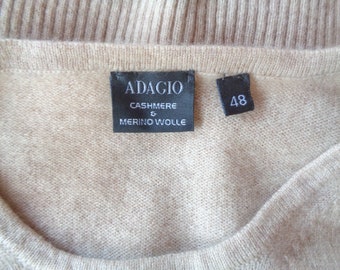 ADAGIO
CASHMERE
&
MERINO WOLLE
48